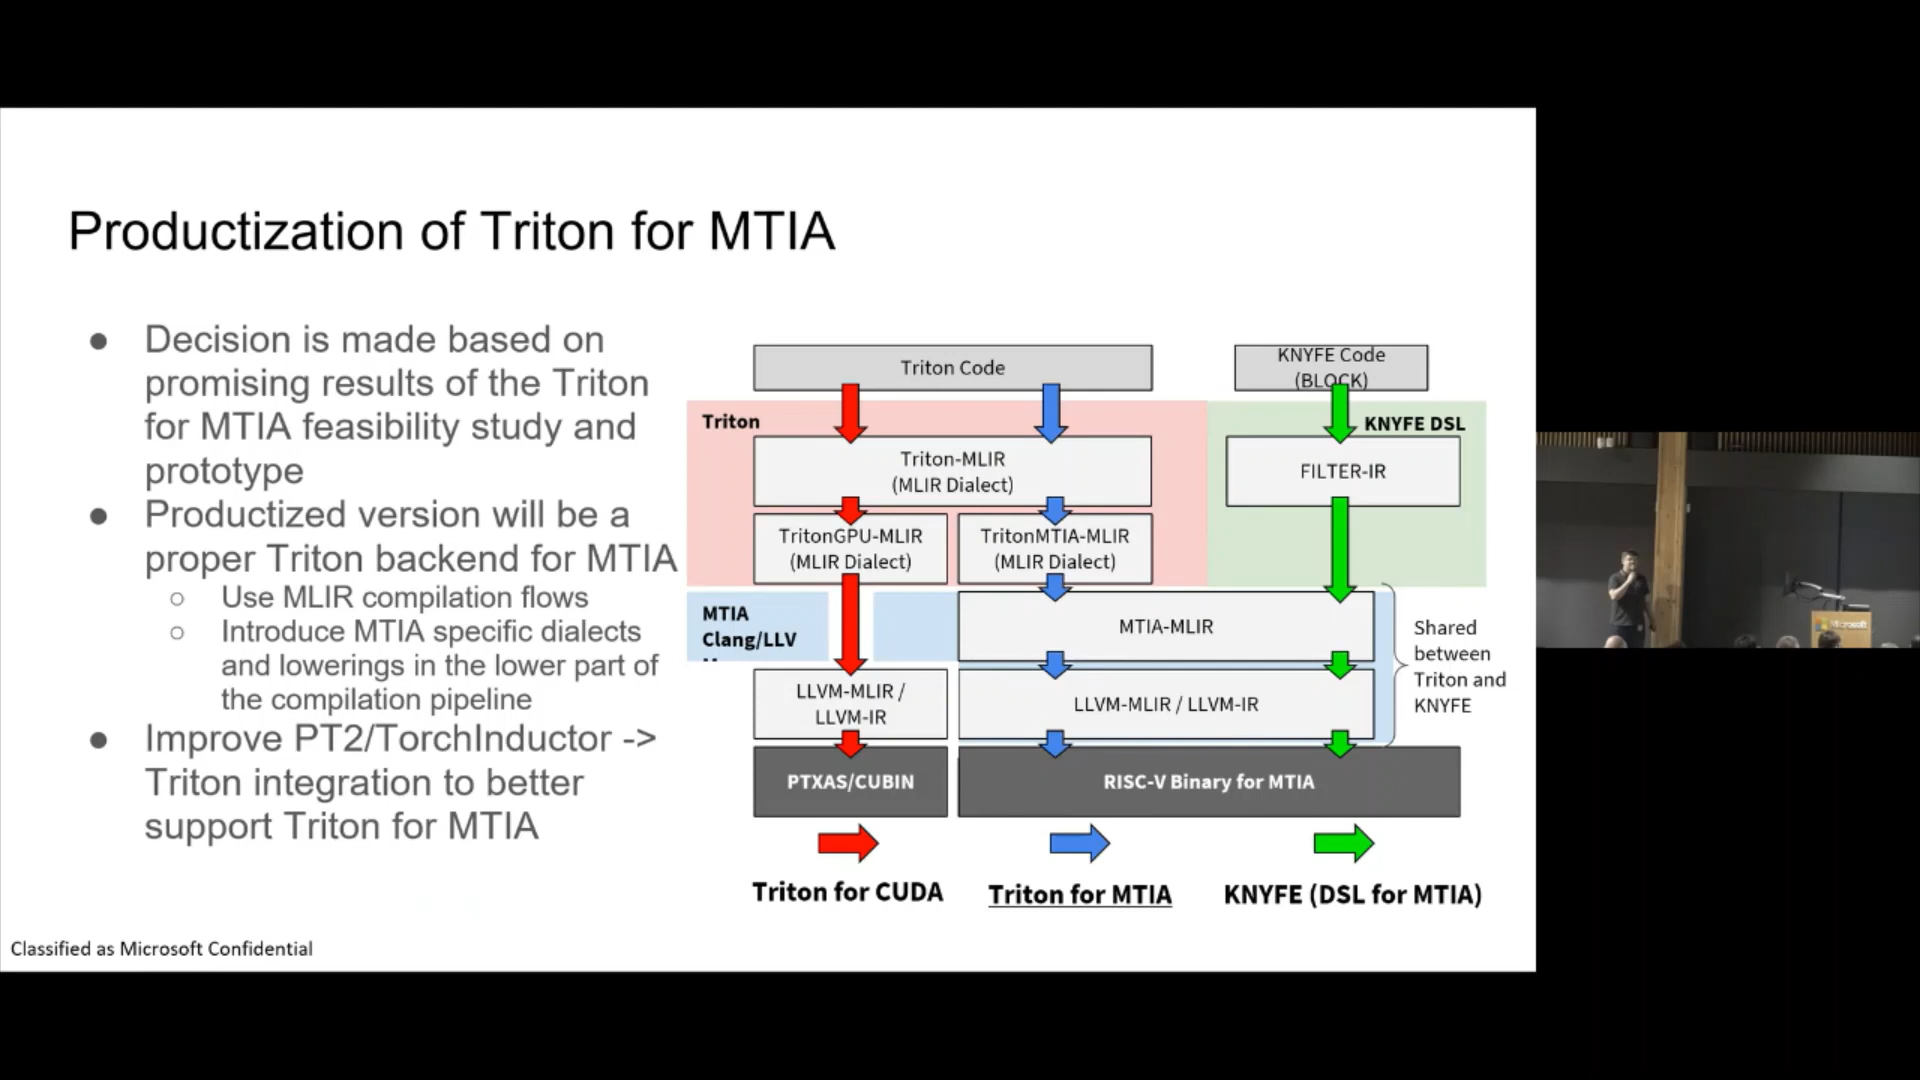 Productization of Triton for MTIA
● Decision is made based on
promising results of the Triton
for MTIA feasibility study and
prototype
● Productized version will be a
proper Triton backend for MTIA
○ Use MLIR compilation flows
○ Introduce MTIA specific dialects
and lowerings in the lower part of
the compilation pipeline
● Improve PT2/TorchInductor ->
Triton integration to better
support Triton for MTIA
Triton Code
KNYFE Code
(BLOCK)
Triton
KNYFE DSL
Triton-MLIR
(MLIR Dialect)
FILTER-IR
TritonGPU-MLIR
(MLIR Dialect)
TritonMTIA-MLIR
(MLIR Dialect)
MTIA
Clang/LLV
MTIA-MLIR
Shared
between
Triton and
KNYFE
LLVM-MLIR /
LLVM-IR
LLVM-MLIR / LLVM-IR
PTXAS/CUBIN
RISC-V Binary for MTIA
Triton for CUDA
Triton for MTIA
KNYFE (DSL for MTIA)
Classified as Microsoft Confidential
Microsoft